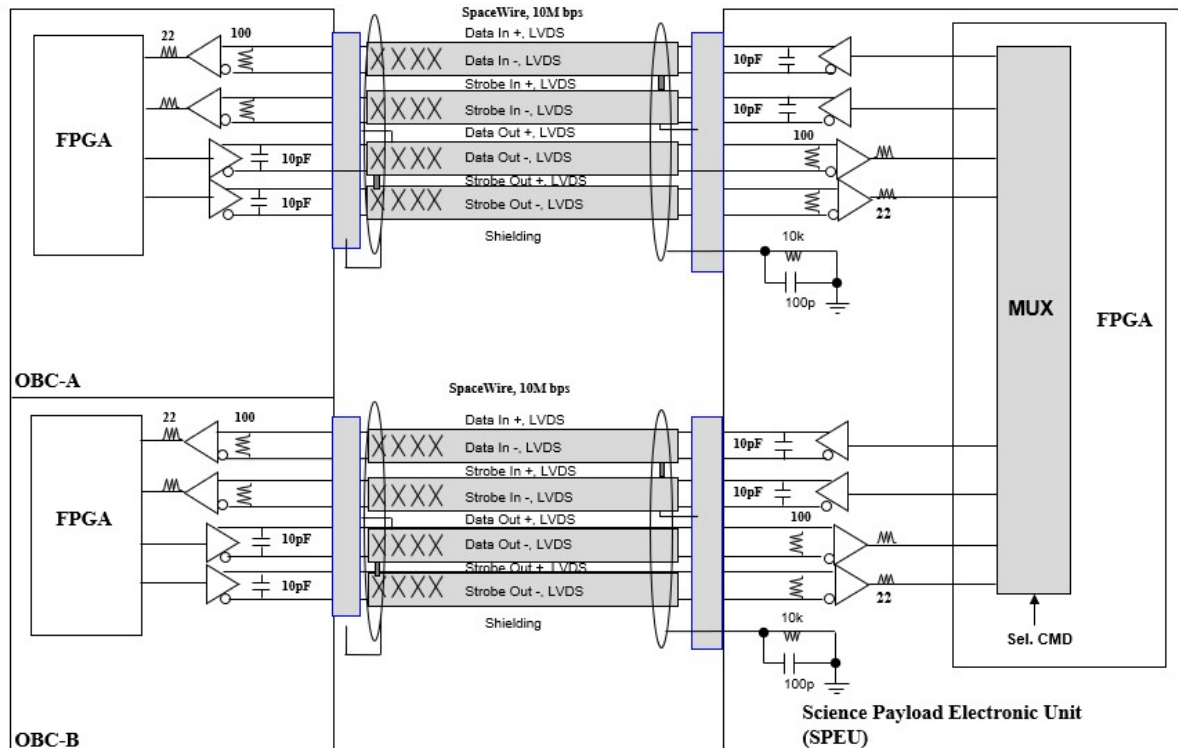 SpaceWire, 10M bps
Data In +, LVDS
22
100
Data In -, LVDS
10pF
Strobe In +, LVDS
Strobe In -, LVDS
10pF
Data Out +, LVDS
FPGA
100
10pF
Data Out -, LVDS
Strobe Out +, LVDS
10pF
Strobe Out -, LVDS
22
Shielding
10k
100p
MUX
FPGA
OBC-A
SpaceWire, 10M bps
Data In +, LVDS
22
100
Data In -, LVDS
10pF
Strobe In +, LVDS
Strobe In -, LVDS
10pF
FPGA
Data Out +, LVDS
100
10pF
Data Out -, LVDS
Strobe Out +, LVDS
10pF
Strobe Out -, LVDS
22
Shielding
10k
Sel. CMD
100p
Science Payload Electronic Unit
(SPEU)
OBC-B